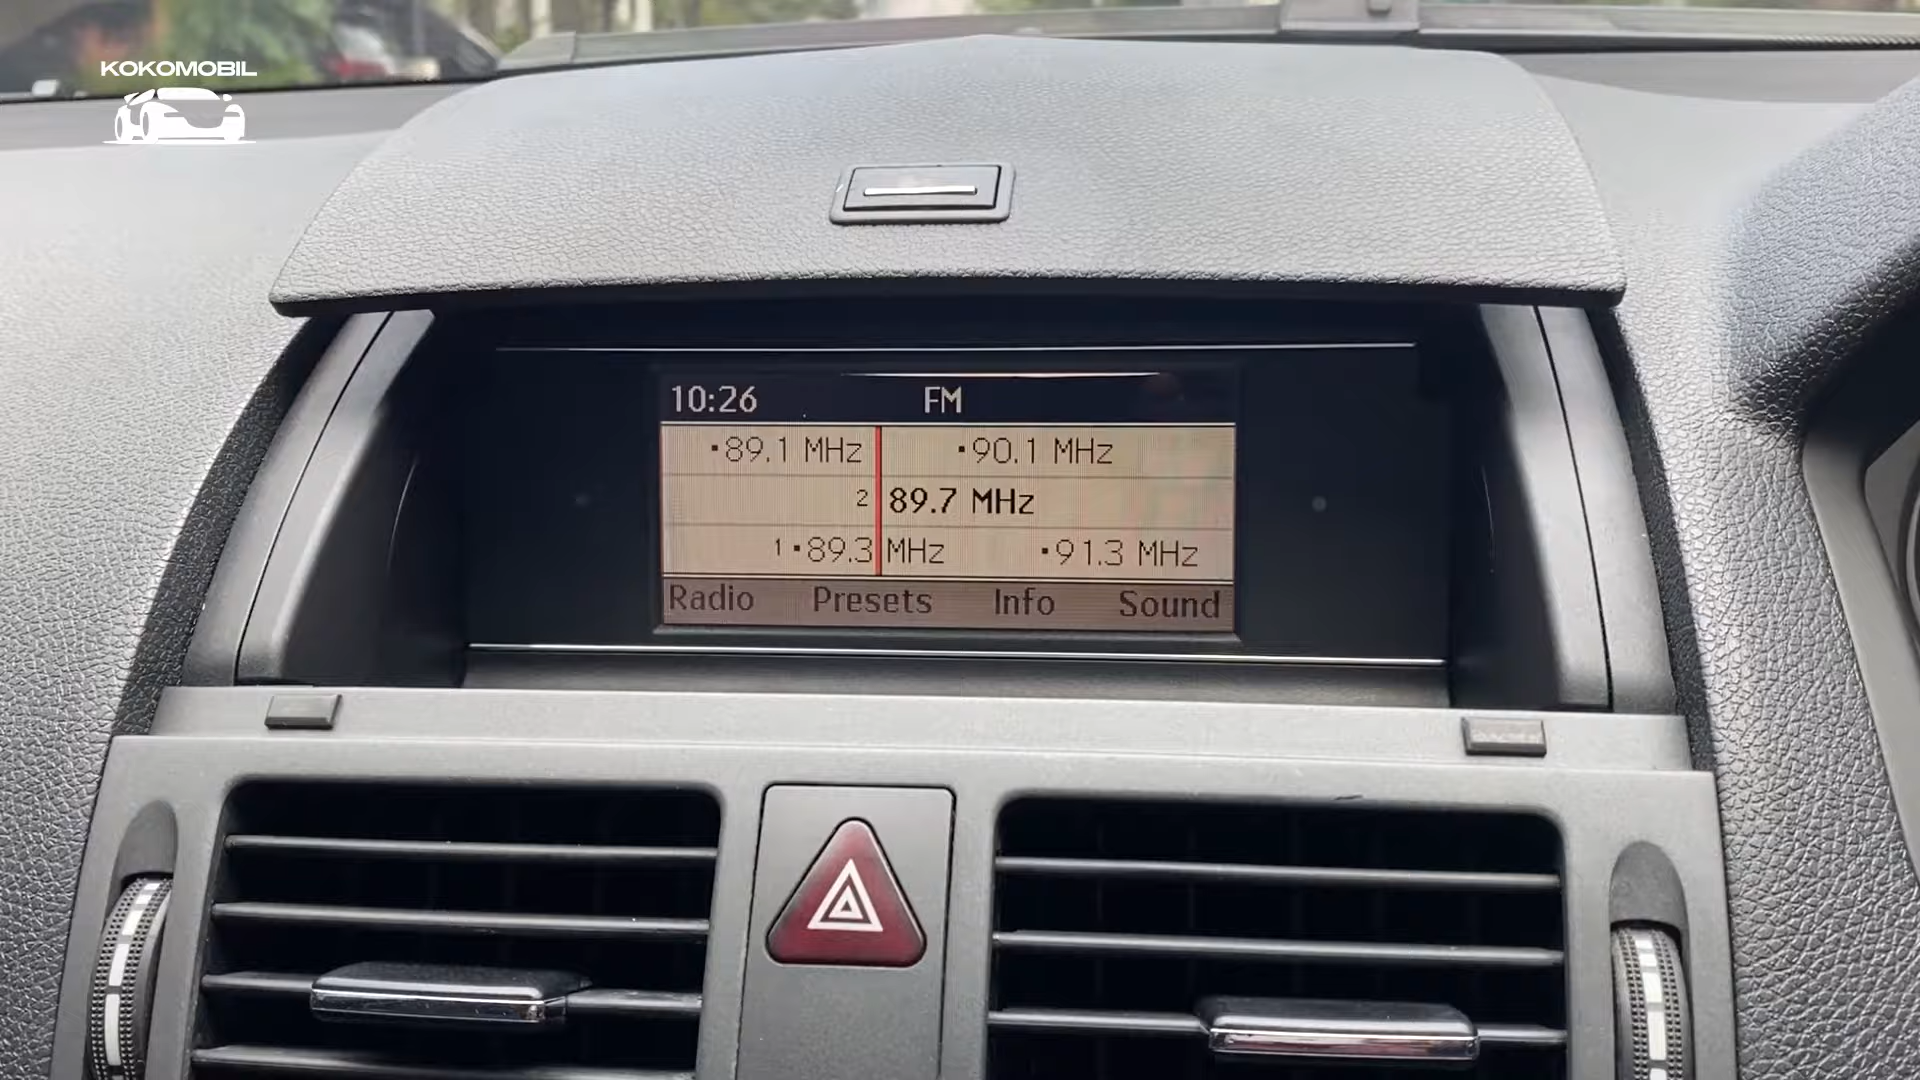 KOKOMOBIL
10:26 FM
·89.1 MHz ·90.1 MHz
2 89.7 MHz
1 ·89.3 MHz ·91.3 MHz
Radio Presets Info Sound